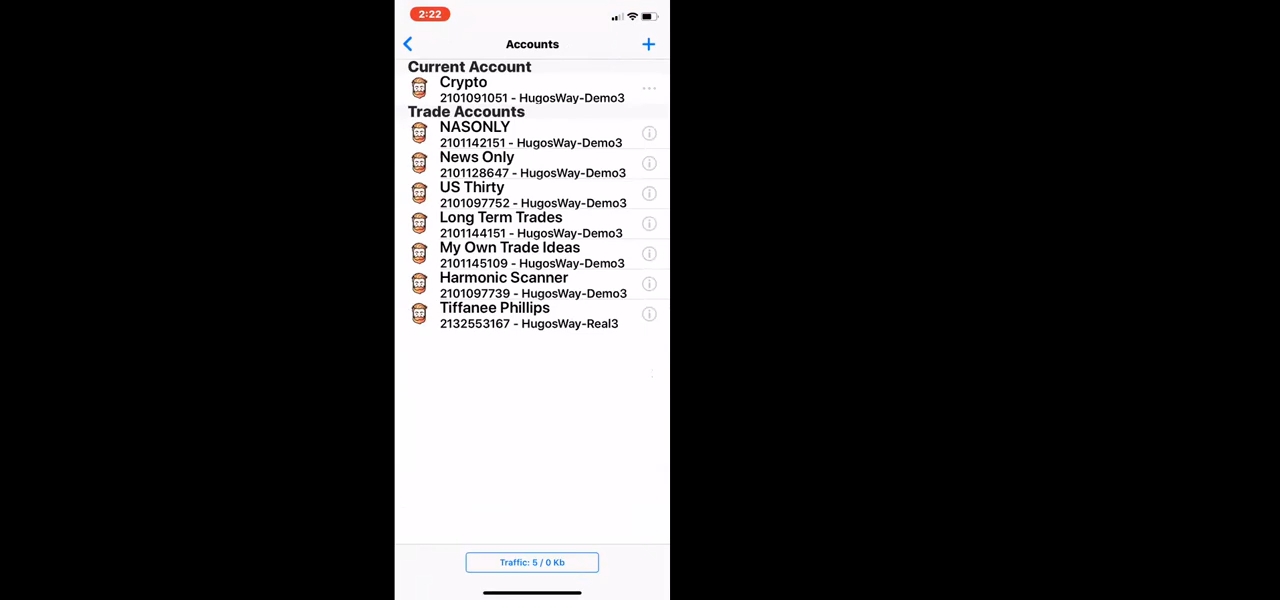 2:22
Accounts
Current Account
Crypto
2101091051 - HugosWay-Demo3
Trade Accounts
NASONLY
2101142151 - HugosWay-Demo3
News Only
2101128647 - HugosWay-Demo3
US Thirty
2101097752 - HugosWay-Demo3
Long Term Trades
2101144151 - HugosWay-Demo3
My Own Trade Ideas
2101145109 - HugosWay-Demo3
Harmonic Scanner
2101097739 - HugosWay-Demo3
Tiffanee Phillips
2132553167 - HugosWay-Real3
Traffic: 5 / 0 Kb